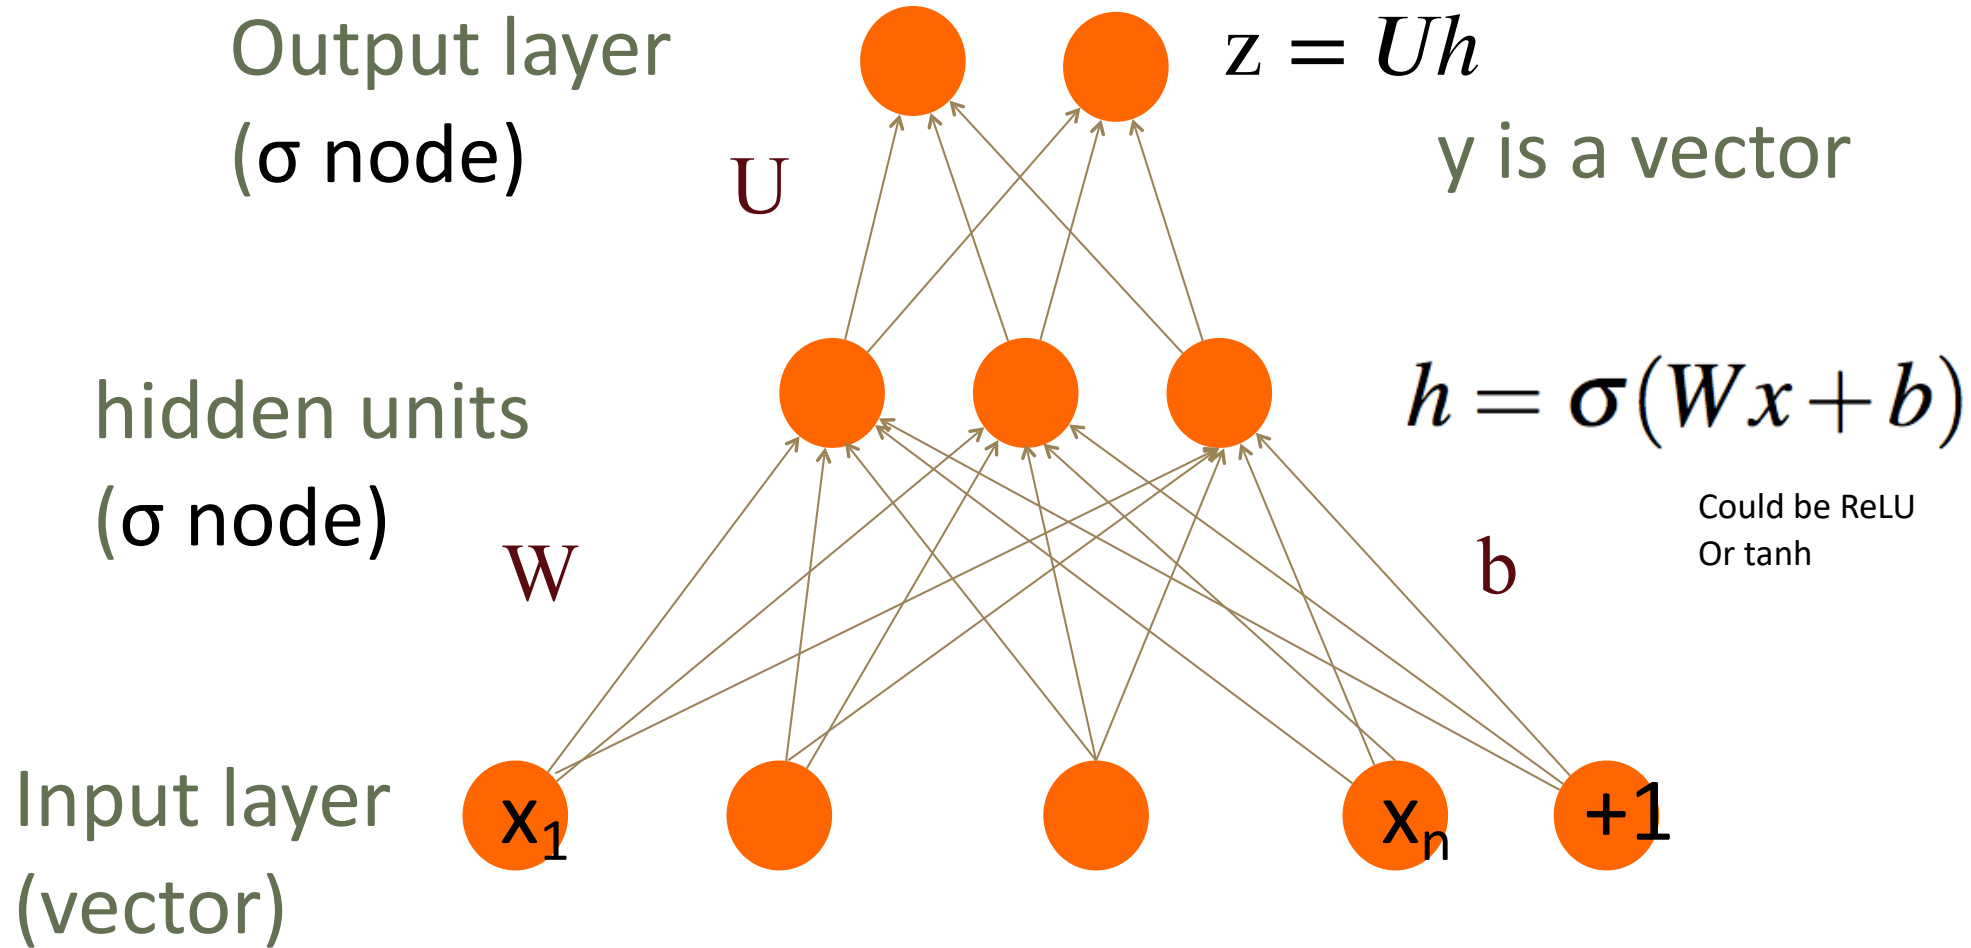 Output layer
(σ node)
z = Uh
y is a vector
U
hidden units
(σ node)
h = σ(Wx+b)
Could be ReLU
Or tanh
W
b
Input layer
(vector)
x₁
xₙ
+1